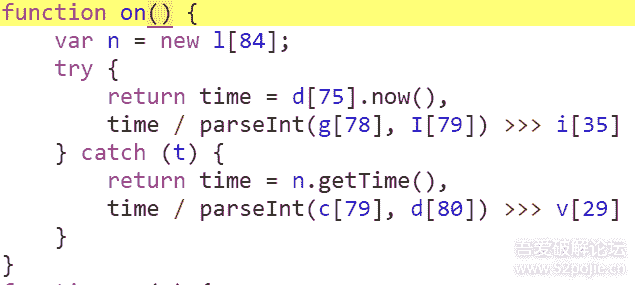 function on() {
var n = new l[84];
try {
return time = d[75].now(),
time / parseInt(g[78], I[79]) >>> i[35]
} catch (t) {
return time = n.getTime(),
time / parseInt(c[79], d[80]) >>> v[29]
}
}
吾爱破解论坛
www.52pojie.cn